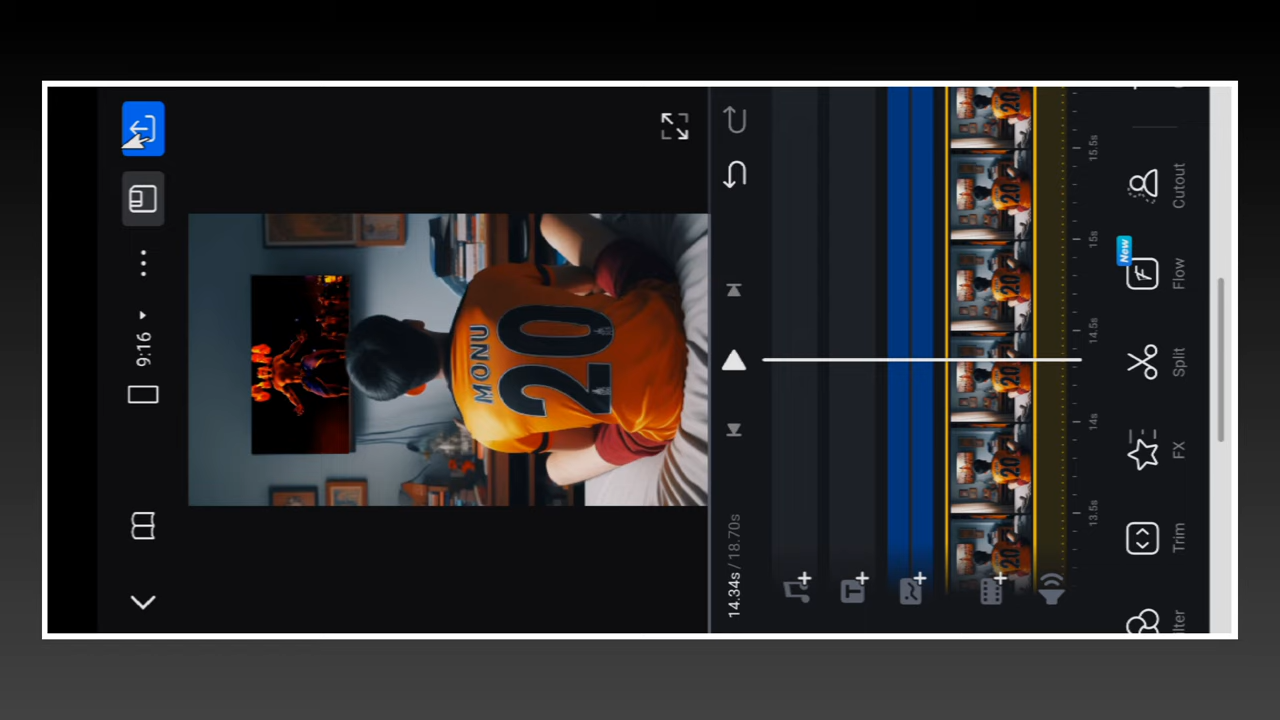 9:16
MONU
20
14.34s / 18.70s
15.5s
15s
14.5s
14s
13.5s
Cutout
New
Flow
Split
FX
Trim
lter